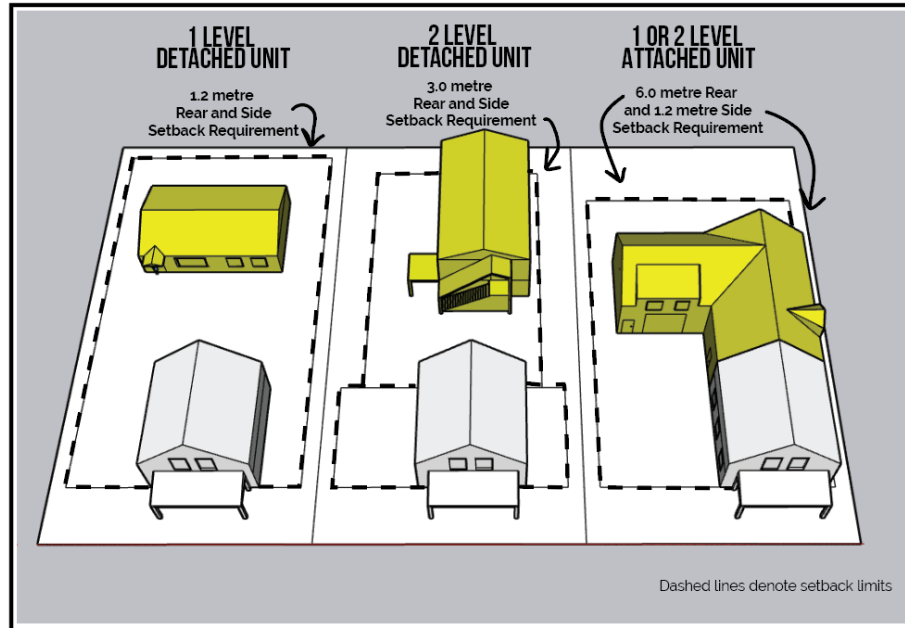 1 LEVEL
DETACHED UNIT
1.2 metre
Rear and Side
Setback Requirement
2 LEVEL
DETACHED UNIT
3.0 metre
Rear and Side
Setback Requirement
1 OR 2 LEVEL
ATTACHED UNIT
6.0 metre Rear
and 1.2 metre Side
Setback Requirement
Dashed lines denote setback limits